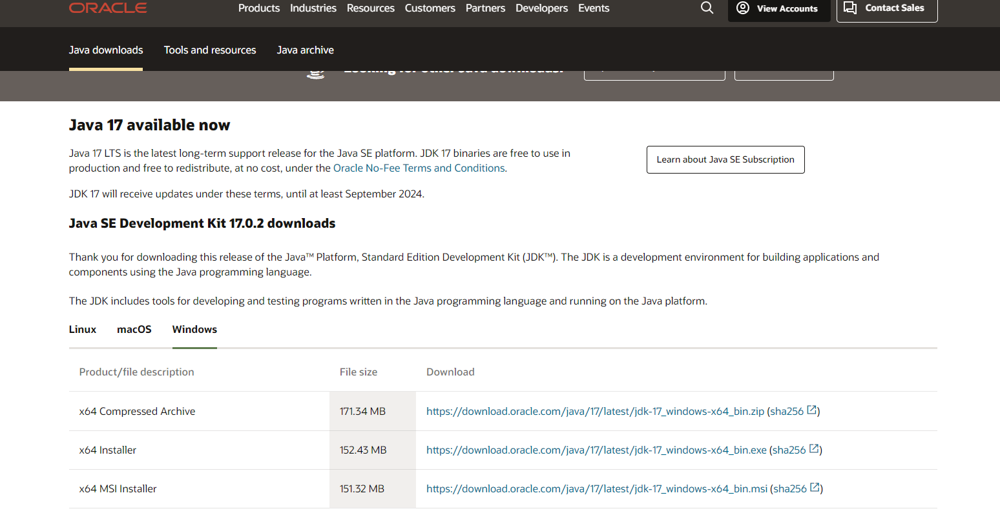 ORACLE
Products Industries Resources Customers Partners Developers Events
View Accounts
Contact Sales
Java downloads Tools and resources Java archive
Looking for other Java downloads?
Java 17 available now
Java 17 LTS is the latest long-term support release for the Java SE platform. JDK 17 binaries are free to use in
production and free to redistribute, at no cost, under the Oracle No-Fee Terms and Conditions.
Learn about Java SE Subscription
JDK 17 will receive updates under these terms, until at least September 2024.
Java SE Development Kit 17.0.2 downloads
Thank you for downloading this release of the Java™ Platform, Standard Edition Development Kit (JDK™). The JDK is a development environment for building applications and
components using the Java programming language.
The JDK includes tools for developing and testing programs written in the Java programming language and running on the Java platform.
Linux macOS Windows
Product/file description File size Download
x64 Compressed Archive 171.34 MB https://download.oracle.com/java/17/latest/jdk-17_windows-x64_bin.zip (sha256)
x64 Installer 152.43 MB https://download.oracle.com/java/17/latest/jdk-17_windows-x64_bin.exe (sha256)
x64 MSI Installer 151.32 MB https://download.oracle.com/java/17/latest/jdk-17_windows-x64_bin.msi (sha256)